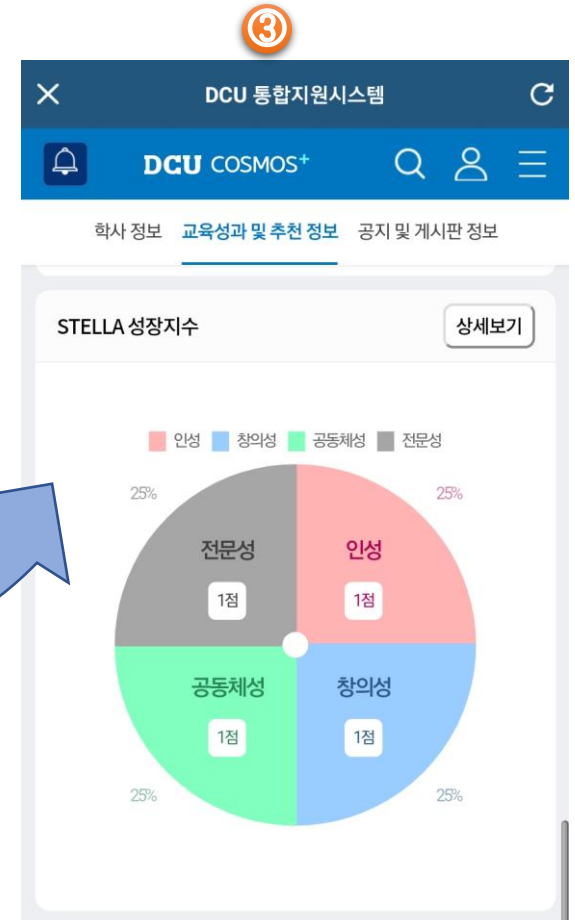 ③
DCU 통합지원시스템
DCU COSMOS+
학사 정보 교육성과 및 추천 정보 공지 및 게시판 정보
STELLA 성장지수 상세보기
인성 창의성 공동체성 전문성
25% 25%
전문성 인성
1점 1점
공동체성 창의성
1점 1점
25% 25%